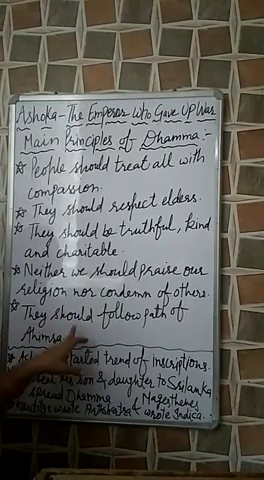 Ashoka - The Emperor Who Gave Up War
Main Principles of Dhamma :-
☆ People should treat all with
compassion.
☆ They should respect elders.
☆ They should be truthful, kind
and charitable.
☆ Neither we should praise our
religion nor condemn of others.
☆ They should follow path of
Ahimsa.
started trend of inscriptions.
his son & daughter to Srilanka
spread Dhamma Magesthenes
wrote wrote Indica.